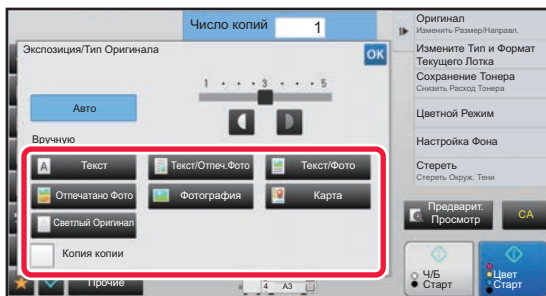 Число копий 1
Экспозиция/Тип Оригинала
OK
1 3 5
Авто
Вручную
A Текст
Текст/Отпеч.Фото
Текст/Фото
Отпечатано Фото
Фотография
Карта
Светлый Оригинал
Копия копии
Прочие
4 A3
Оригинал
Изменить Размер/Направл.
Измените Тип и Формат
Текущего Лотка
Сохранение Тонера
Снизить Расход Тонера
Цветной Режим
Настройка Фона
Стереть
Стереть Окруж. Тени
Предварит.
Просмотр
CA
Ч/Б
Старт
Цвет
Старт